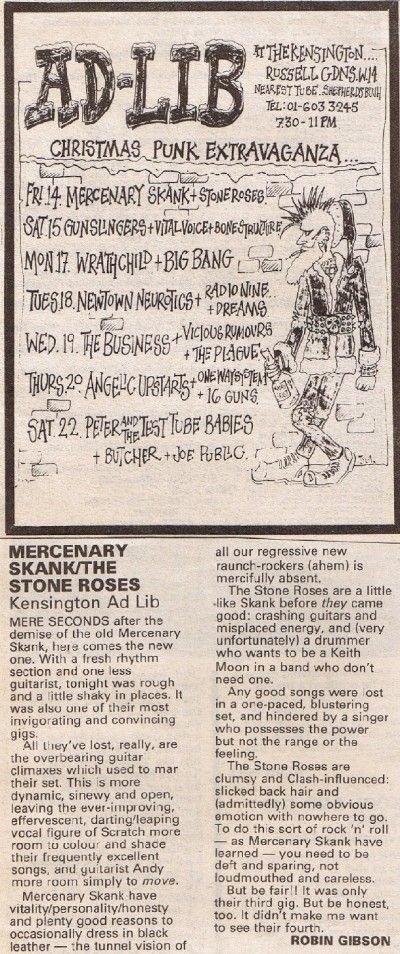 AD-LIB
AT THE KENSINGTON....
RUSSELL GDNS. W.14
NEAREST TUBE.. SHEPHERDS BUSH
TEL: 01-603 3245
7.30 - 11 PM
CHRISTMAS PUNK EXTRAVAGANZA...
FRI. 14. MERCENARY SKANK + STONE ROSES
SAT. 15 GUNSLINGERS + VITAL VOICE + BONE STRUCTURE
MON 17. WRATHCHILD + BIG BANG
TUES. 18. NEWTOWN NEUROTICS + RADIO NINE..
+ DREAMS
WED. 19. THE BUSINESS + VICIOUS RUMOURS
+ THE PLAGUE
THURS. 20 ANGELIC UPSTARTS + ONE WAY SYSTEM
+ 16 GUNS.
SAT. 22. PETER AND THE TEST TUBE BABIES
+ BUTCHER + JOE PUBLIC.
MERCENARY
SKANK/THE
STONE ROSES
Kensington Ad Lib
MERE SECONDS after the
demise of the old Mercenary
Skank, here comes the new
one. With a fresh rhythm
section and one less
guitarist, tonight was rough
and a little shaky in places. It
was also one of their most
invigorating and convincing
gigs.
All they've lost, really, are
the overbearing guitar
climaxes which used to mar
their set. This is more
dynamic, sinewy and open,
leaving the ever-improving,
effervescent, darting/leaping
vocal figure of Scratch more
room to colour and shade
their frequently excellent
songs, and guitarist Andy
more room simply to move.
Mercenary Skank have
vitality/personality/honesty
and plenty good reasons to
occasionally dress in black
leather — the tunnel vision of
all our regressive new
raunch-rockers (ahem) is
mercifully absent.
The Stone Roses are a little
like Skank before they came
good: crashing guitars and
misplaced energy, and (very
unfortunately) a drummer
who wants to be a Keith
Moon in a band who don't
need one.
Any good songs were lost
in a one-paced, blustering
set, and hindered by a singer
who possesses the power
but not the range or the
feeling.
The Stone Roses are
clumsy and Clash-influenced:
slicked back hair and
(admittedly) some obvious
emotion with nowhere to go.
To do this sort of rock 'n' roll
— as Mercenary Skank have
learned — you need to be
deft and sparing, not
loudmouthed and careless.
But be fair!! It was only
their third gig. But be honest,
too. It didn't make me want
to see their fourth.
ROBIN GIBSON